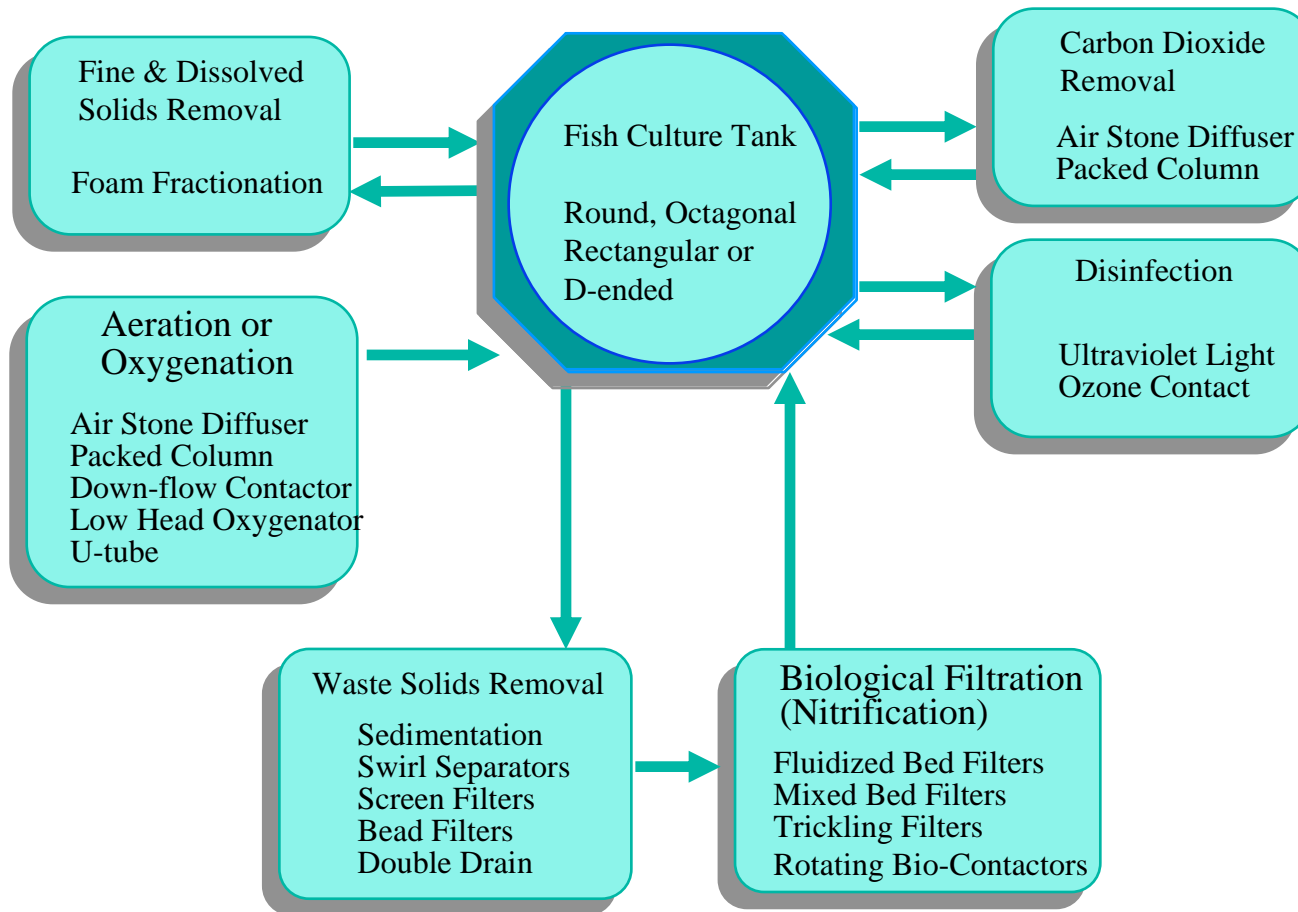 Fine & Dissolved
Solids Removal
Foam Fractionation
Fish Culture Tank
Round, Octagonal
Rectangular or
D-ended
Carbon Dioxide
Removal
Air Stone Diffuser
Packed Column
Disinfection
Ultraviolet Light
Ozone Contact
Aeration or
Oxygenation
Air Stone Diffuser
Packed Column
Down-flow Contactor
Low Head Oxygenator
U-tube
Waste Solids Removal
Sedimentation
Swirl Separators
Screen Filters
Bead Filters
Double Drain
Biological Filtration
(Nitrification)
Fluidized Bed Filters
Mixed Bed Filters
Trickling Filters
Rotating Bio-Contactors